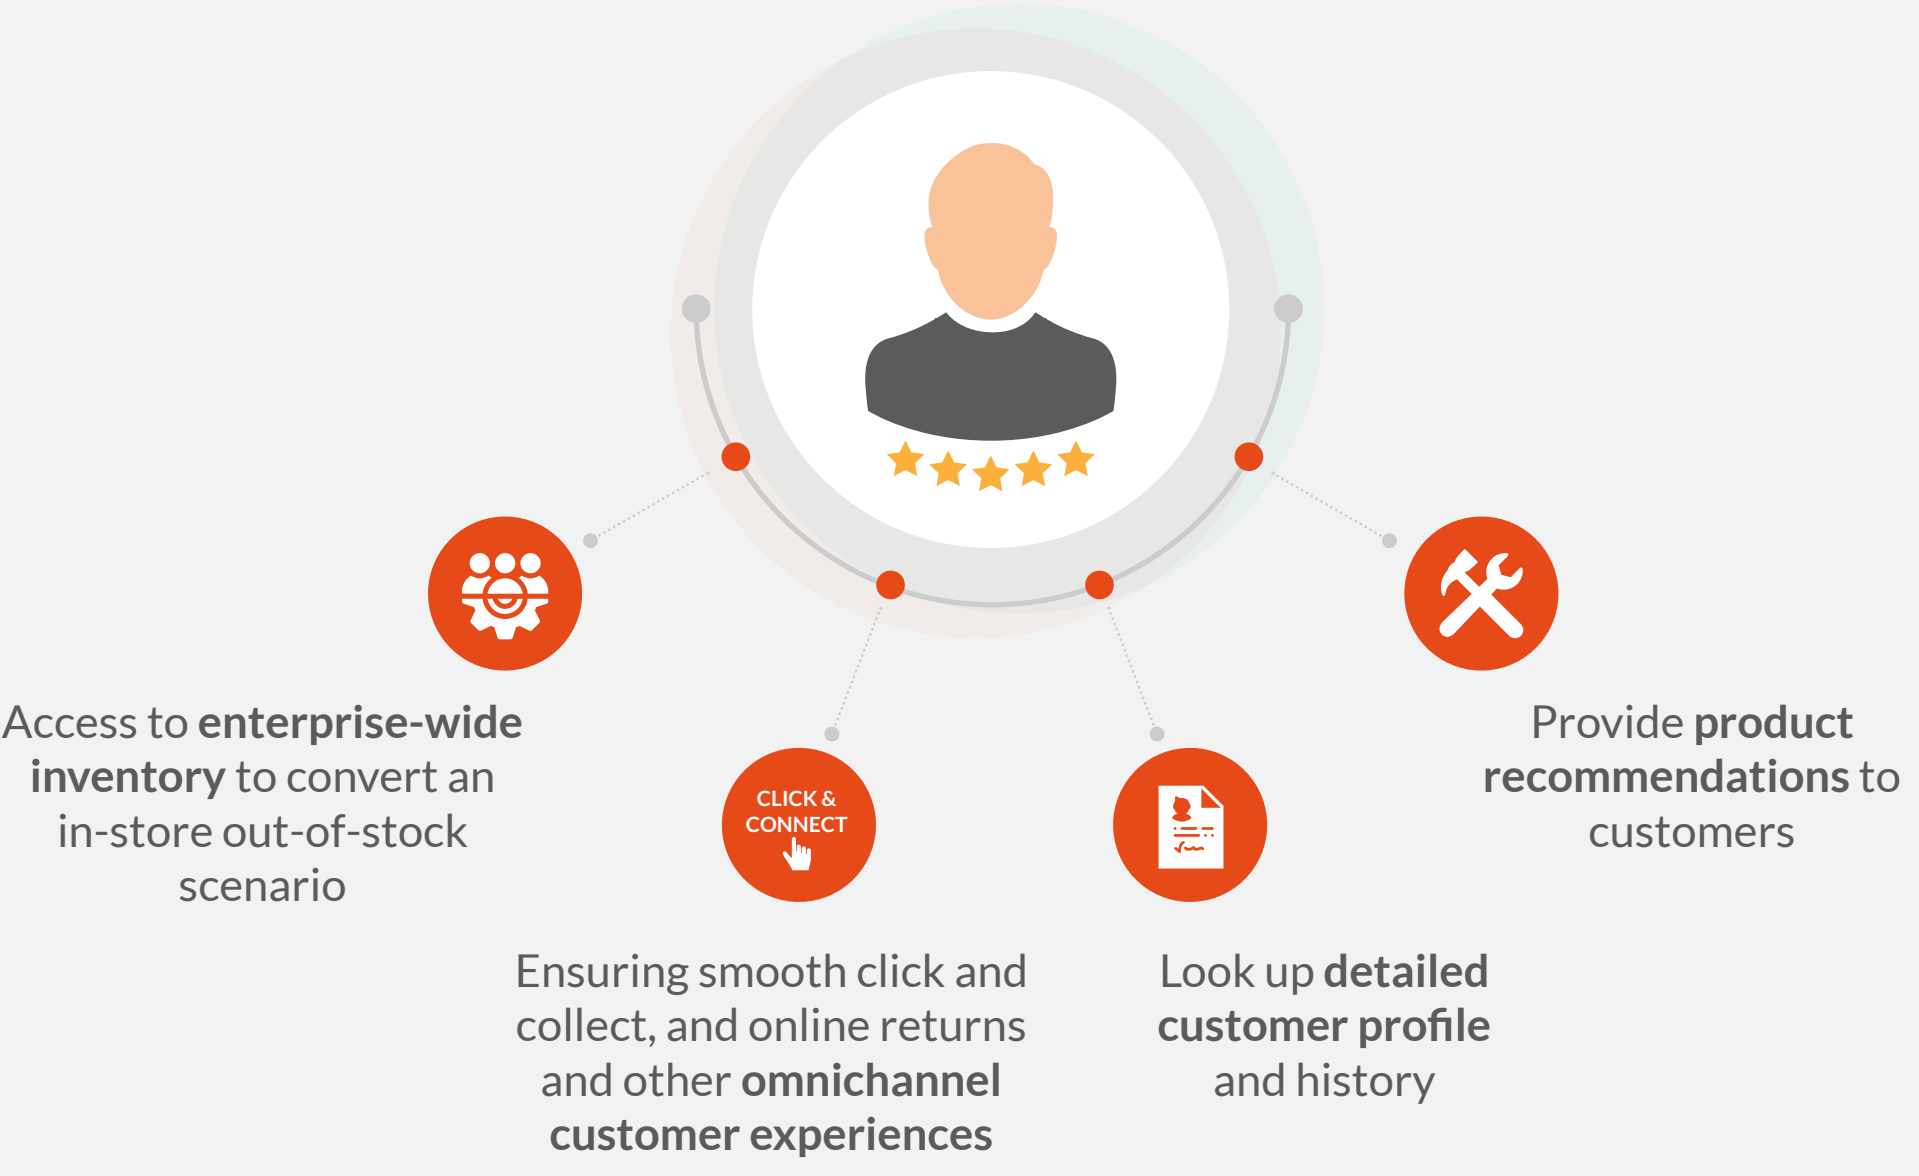 Access to enterprise-wide
inventory to convert an
in-store out-of-stock
scenario
CLICK &
CONNECT
Ensuring smooth click and
collect, and online returns
and other omnichannel
customer experiences
Look up detailed
customer profile
and history
Provide product
recommendations to
customers